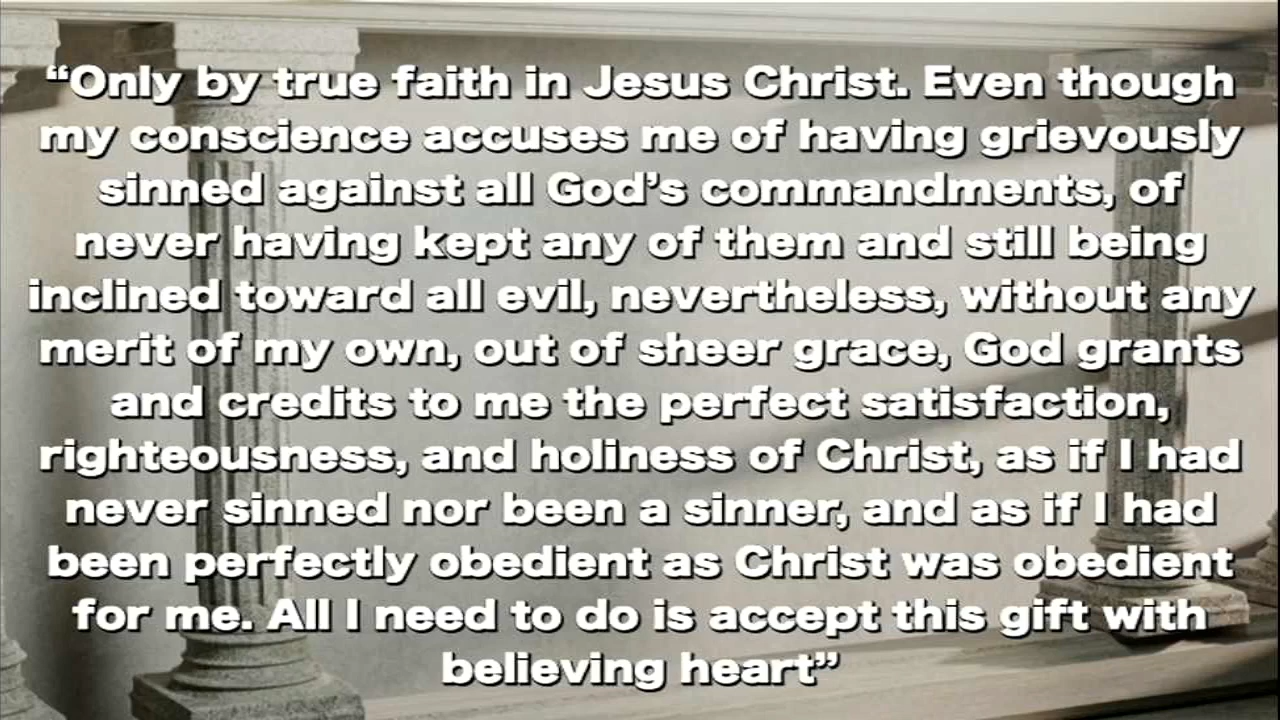 “Only by true faith in Jesus Christ. Even though
my conscience accuses me of having grievously
sinned against all God’s commandments, of
never having kept any of them and still being
inclined toward all evil, nevertheless, without any
merit of my own, out of sheer grace, God grants
and credits to me the perfect satisfaction,
righteousness, and holiness of Christ, as if I had
never sinned nor been a sinner, and as if I had
been perfectly obedient as Christ was obedient
for me. All I need to do is accept this gift with
believing heart”